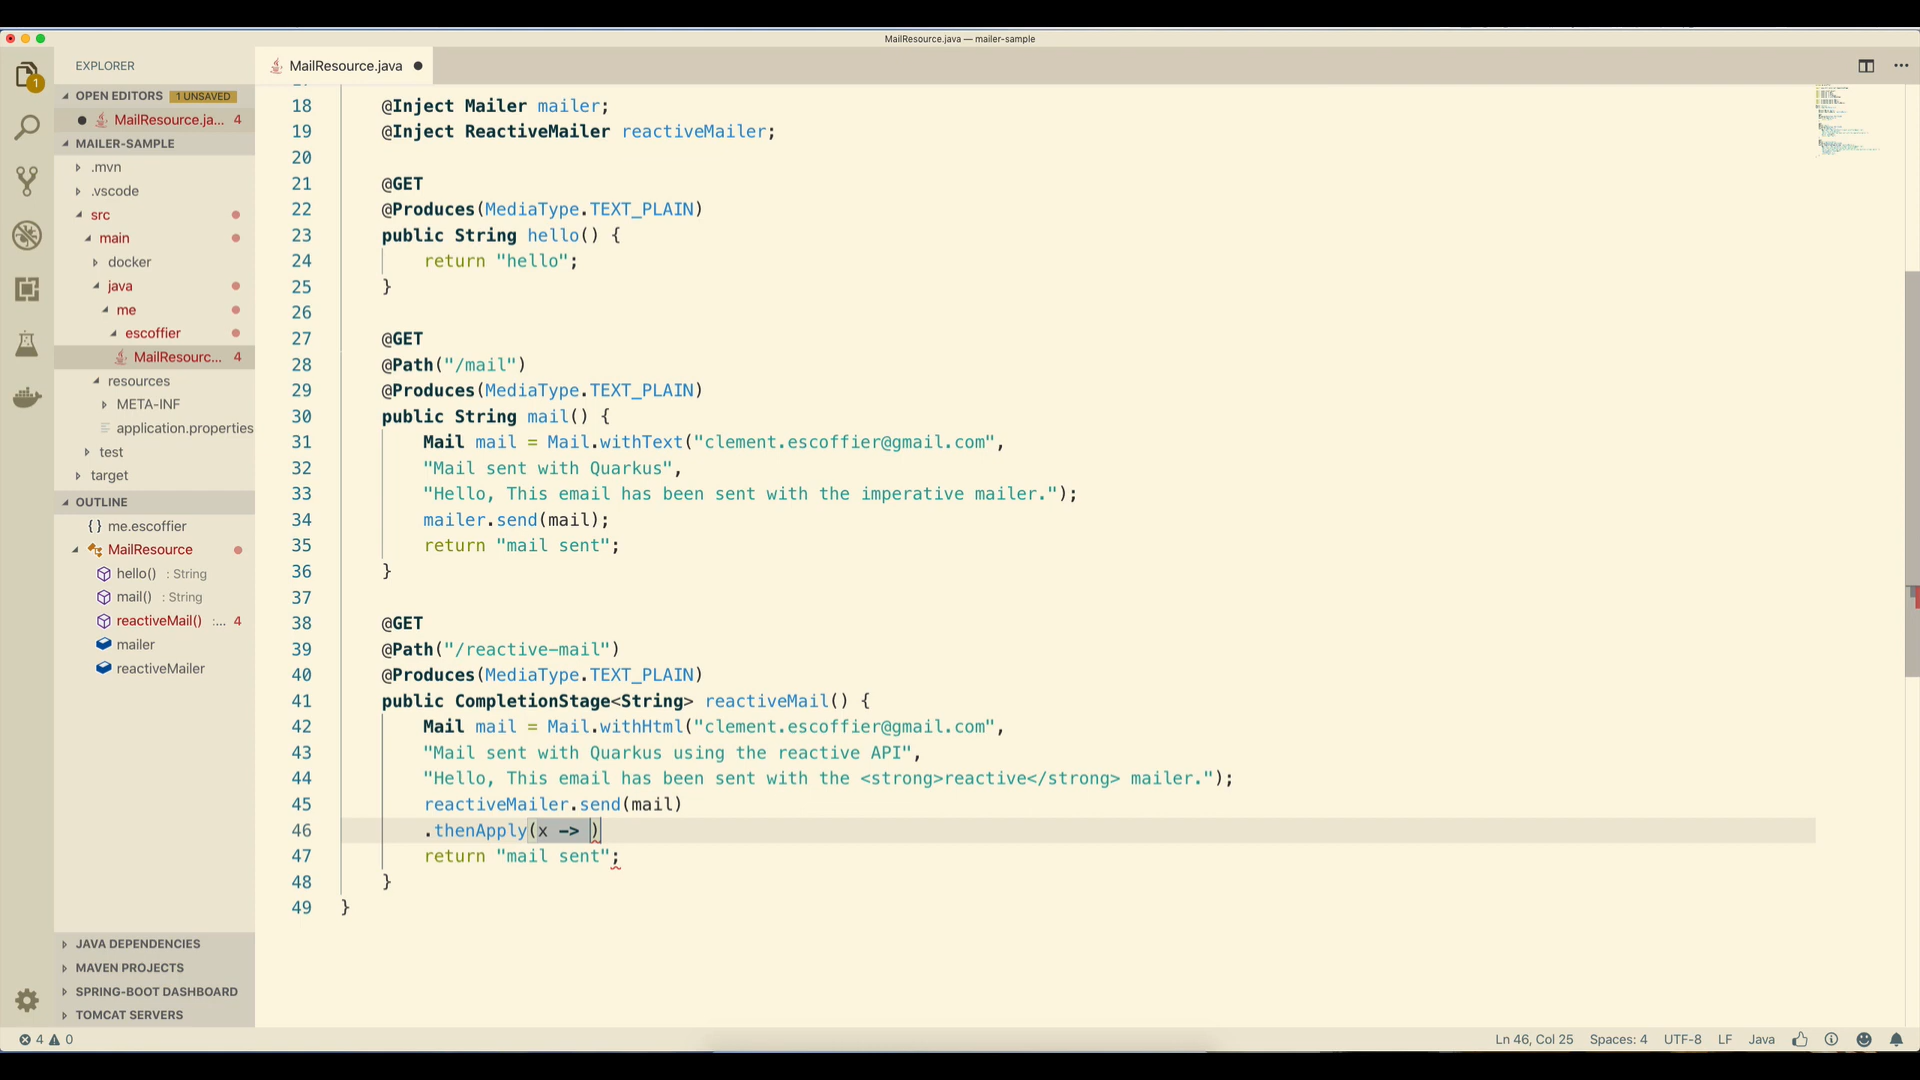 MailResource.java — mailer-sample
EXPLORER
OPEN EDITORS 1 UNSAVED
MailResource.ja... 4
MAILER-SAMPLE
.mvn
.vscode
src
main
docker
java
me
escoffier
MailResourc... 4
resources
META-INF
application.properties
test
target
OUTLINE
{} me.escoffier
MailResource
hello() : String
mail() : String
reactiveMail() :... 4
mailer
reactiveMailer
JAVA DEPENDENCIES
MAVEN PROJECTS
SPRING-BOOT DASHBOARD
TOMCAT SERVERS
1
MailResource.java
18 @Inject Mailer mailer;
19 @Inject ReactiveMailer reactiveMailer;
20
21 @GET
22 @Produces(MediaType.TEXT_PLAIN)
23 public String hello() {
24 return "hello";
25 }
26
27 @GET
28 @Path("/mail")
29 @Produces(MediaType.TEXT_PLAIN)
30 public String mail() {
31 Mail mail = Mail.withText("clement.escoffier@gmail.com",
32 "Mail sent with Quarkus",
33 "Hello, This email has been sent with the imperative mailer.");
34 mailer.send(mail);
35 return "mail sent";
36 }
37
38 @GET
39 @Path("/reactive-mail")
40 @Produces(MediaType.TEXT_PLAIN)
41 public CompletionStage<String> reactiveMail() {
42 Mail mail = Mail.withHtml("clement.escoffier@gmail.com",
43 "Mail sent with Quarkus using the reactive API",
44 "Hello, This email has been sent with the <strong>reactive</strong> mailer.");
45 reactiveMailer.send(mail)
46 .thenApply(x -> )
47 return "mail sent";
48 }
49 }
4 0
Ln 46, Col 25 Spaces: 4 UTF-8 LF Java